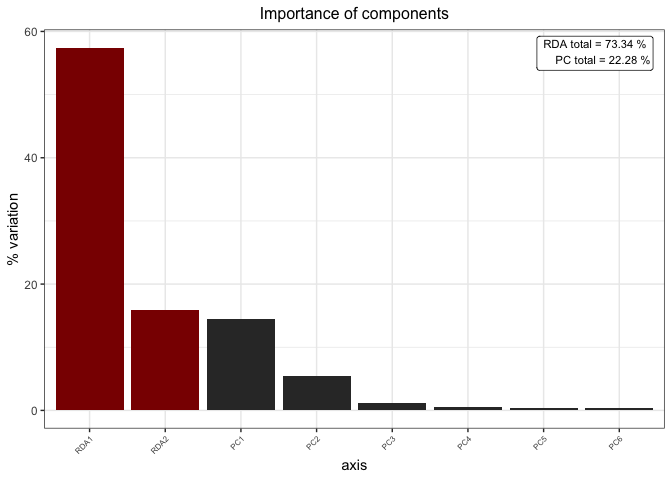 Importance of components
RDA total = 73.34 %
PC total = 22.28 %
60
40
20
0
% variation
RDA1
RDA2
PC1
PC2
PC3
PC4
PC5
PC6
axis